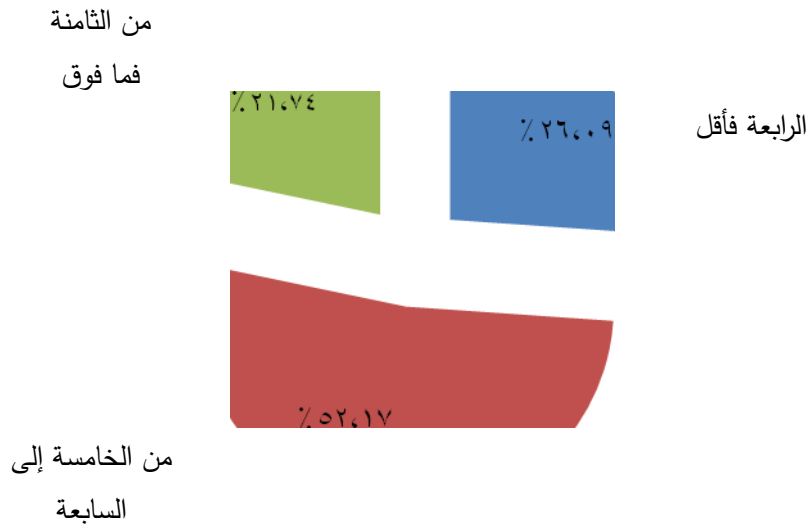 من الثامنة
فما فوق
٪٢١،٧٤
٪٢٦،٠٩
الرابعة فأقل
٪٥٢،١٧
من الخامسة إلى
السابعة